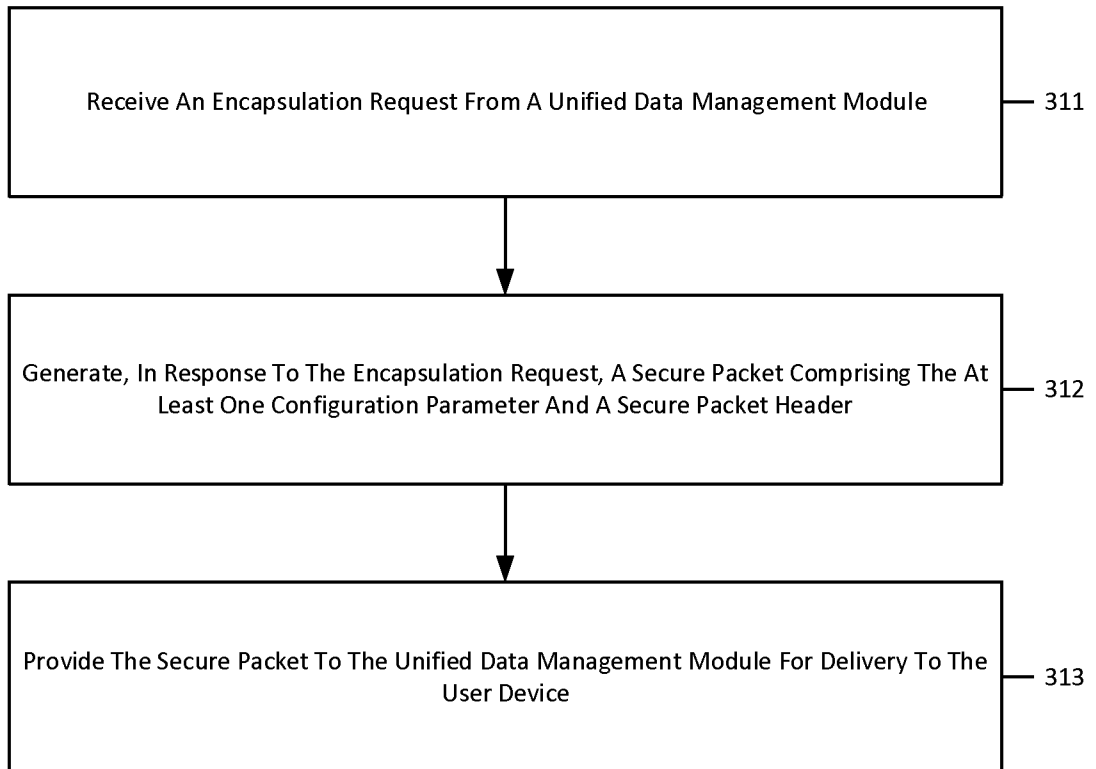 Receive An Encapsulation Request From A Unified Data Management Module
311
Generate, In Response To The Encapsulation Request, A Secure Packet Comprising The At
Least One Configuration Parameter And A Secure Packet Header
312
Provide The Secure Packet To The Unified Data Management Module For Delivery To The
User Device
313